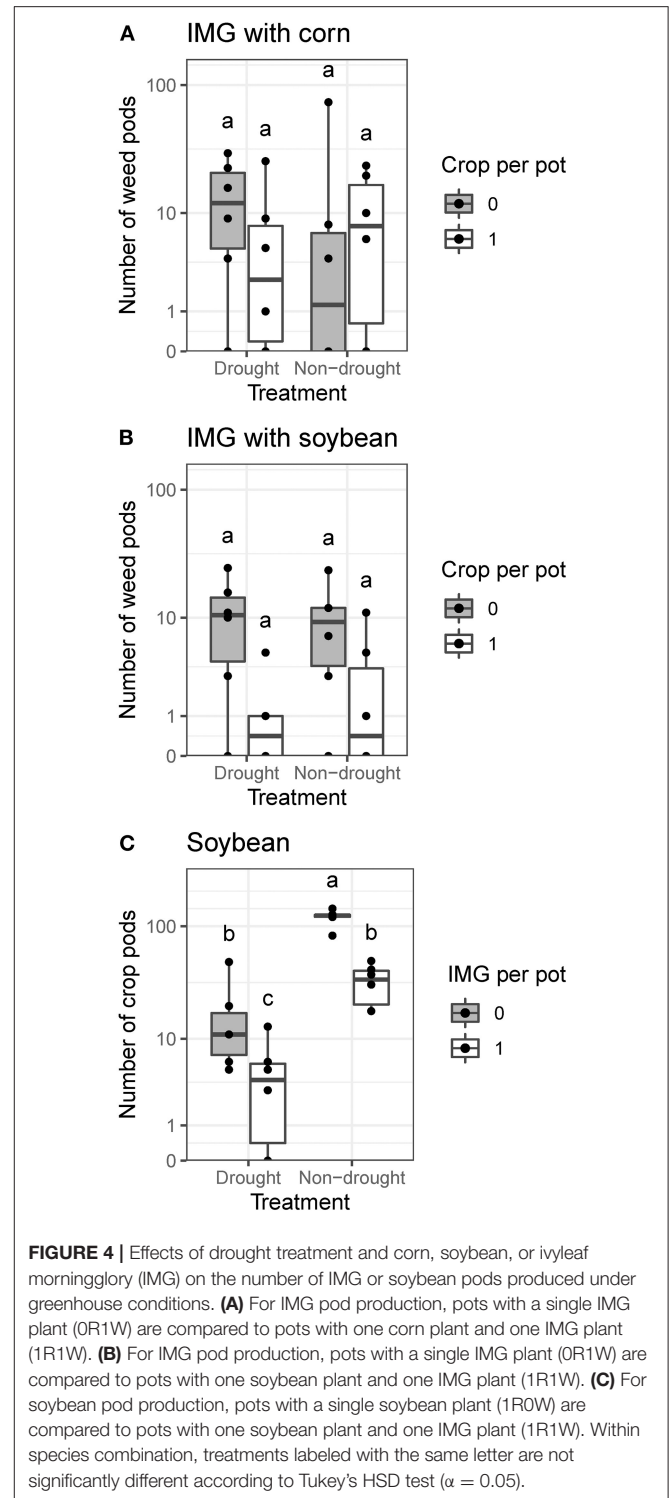 A IMG with corn
Number of weed pods
100
10
1
0
a a a a
Drought Non−drought
Treatment
Crop per pot
0
1
B IMG with soybean
Number of weed pods
100
10
1
0
a a a a
Drought Non−drought
Treatment
Crop per pot
0
1
C Soybean
Number of crop pods
100
10
1
0
b c a b
Drought Non−drought
Treatment
IMG per pot
0
1
FIGURE 4 | Effects of drought treatment and corn, soybean, or ivyleaf
morningglory (IMG) on the number of IMG or soybean pods produced under
greenhouse conditions. (A) For IMG pod production, pots with a single IMG
plant (0R1W) are compared to pots with one corn plant and one IMG plant
(1R1W). (B) For IMG pod production, pots with a single IMG plant (0R1W) are
compared to pots with one soybean plant and one IMG plant (1R1W). (C) For
soybean pod production, pots with a single soybean plant (1R0W) are
compared to pots with one soybean plant and one IMG plant (1R1W). Within
species combination, treatments labeled with the same letter are not
significantly different according to Tukey's HSD test (α = 0.05).